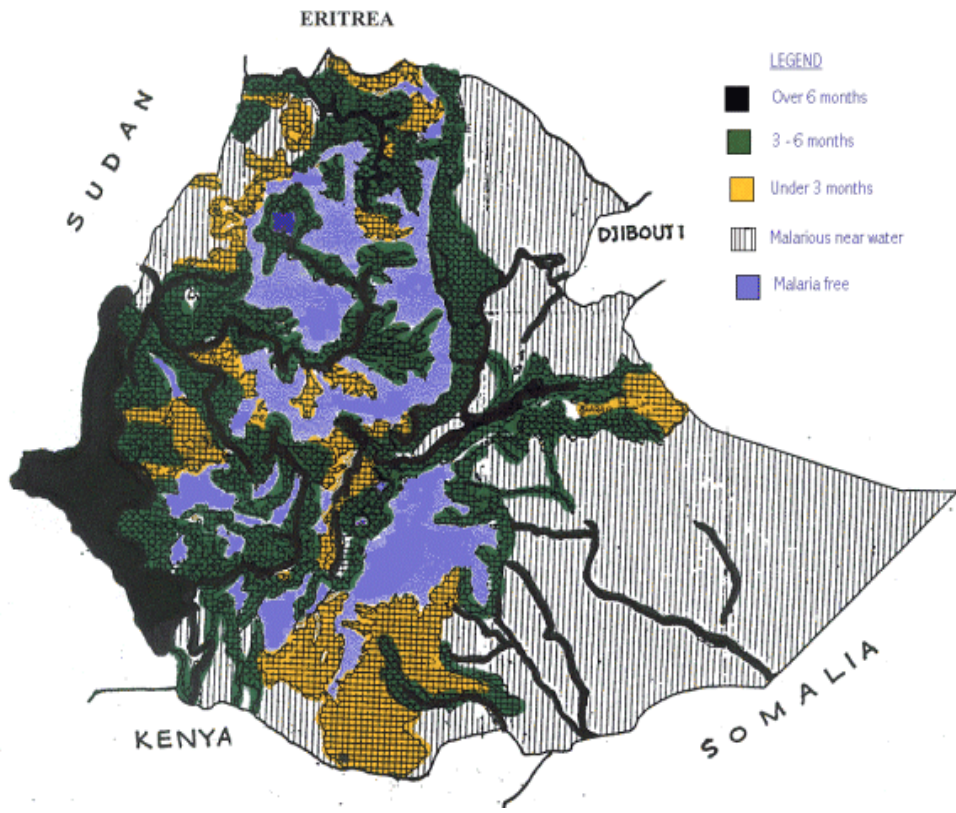 ERITREA
SUDAN
LEGEND
Over 6 months
3 - 6 months
Under 3 months
DJIBOUTI
Malarious near water
Malaria free
SOMALIA
KENYA